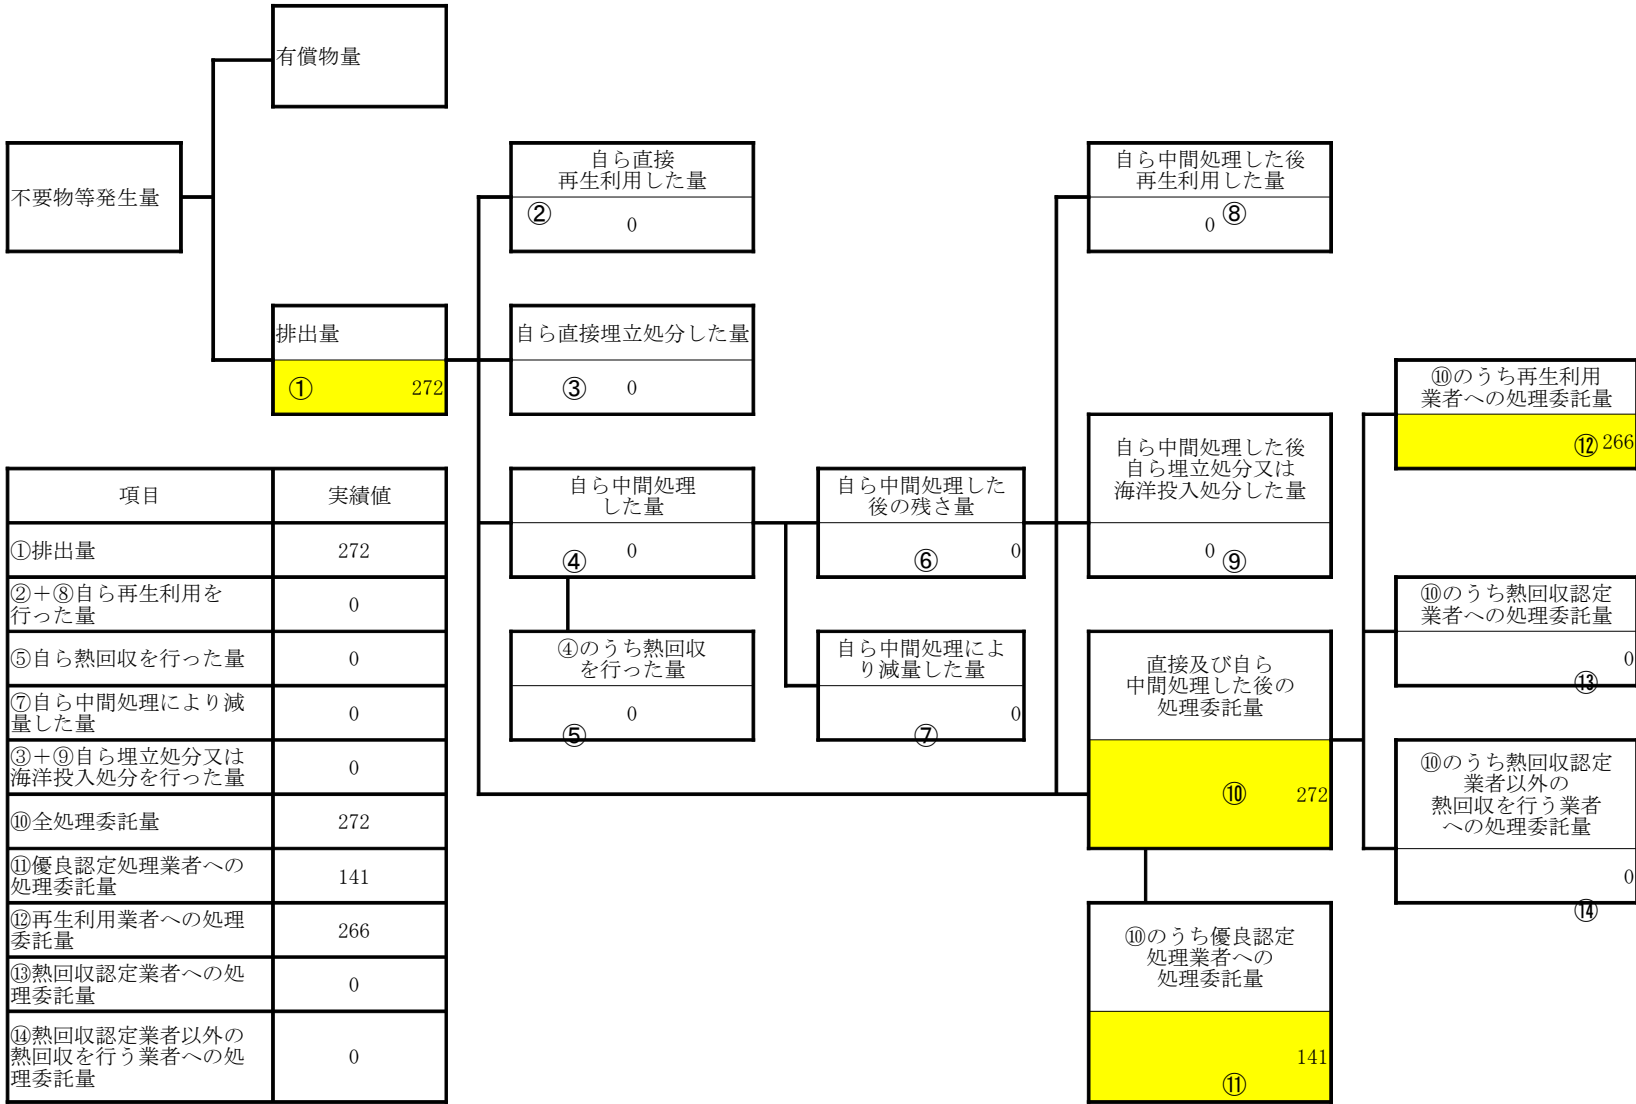 有償物量
不要物等発生量
排出量
①
272
自ら直接
再生利用した量
②
0
自ら直接埋立処分した量
③
0
自ら中間処理
した量
④
0
④のうち熱回収
を行った量
⑤
0
自ら中間処理した
後の残さ量
⑥
0
自ら中間処理によ
り減量した量
⑦
0
自ら中間処理した後
再生利用した量
0
⑧
自ら中間処理した後
自ら埋立処分又は
海洋投入処分した量
0
⑨
直接及び自ら
中間処理した後の
処理委託量
⑩
272
⑩のうち優良認定
処理業者への
処理委託量
141
⑪
⑩のうち再生利用
業者への処理委託量
⑫
266
⑩のうち熱回収認定
業者への処理委託量
0
⑬
⑩のうち熱回収認定
業者以外の
熱回収を行う業者
への処理委託量
0
⑭
項目 実績値
①排出量 272
②＋⑧自ら再生利用を
行った量
0
⑤自ら熱回収を行った量 0
⑦自ら中間処理により減
量した量
0
③＋⑨自ら埋立処分又は
海洋投入処分を行った量
0
⑩全処理委託量 272
⑪優良認定処理業者への
処理委託量
141
⑫再生利用業者への処理
委託量
266
⑬熱回収認定業者への処
理委託量
0
⑭熱回収認定業者以外の
熱回収を行う業者への処
理委託量
0